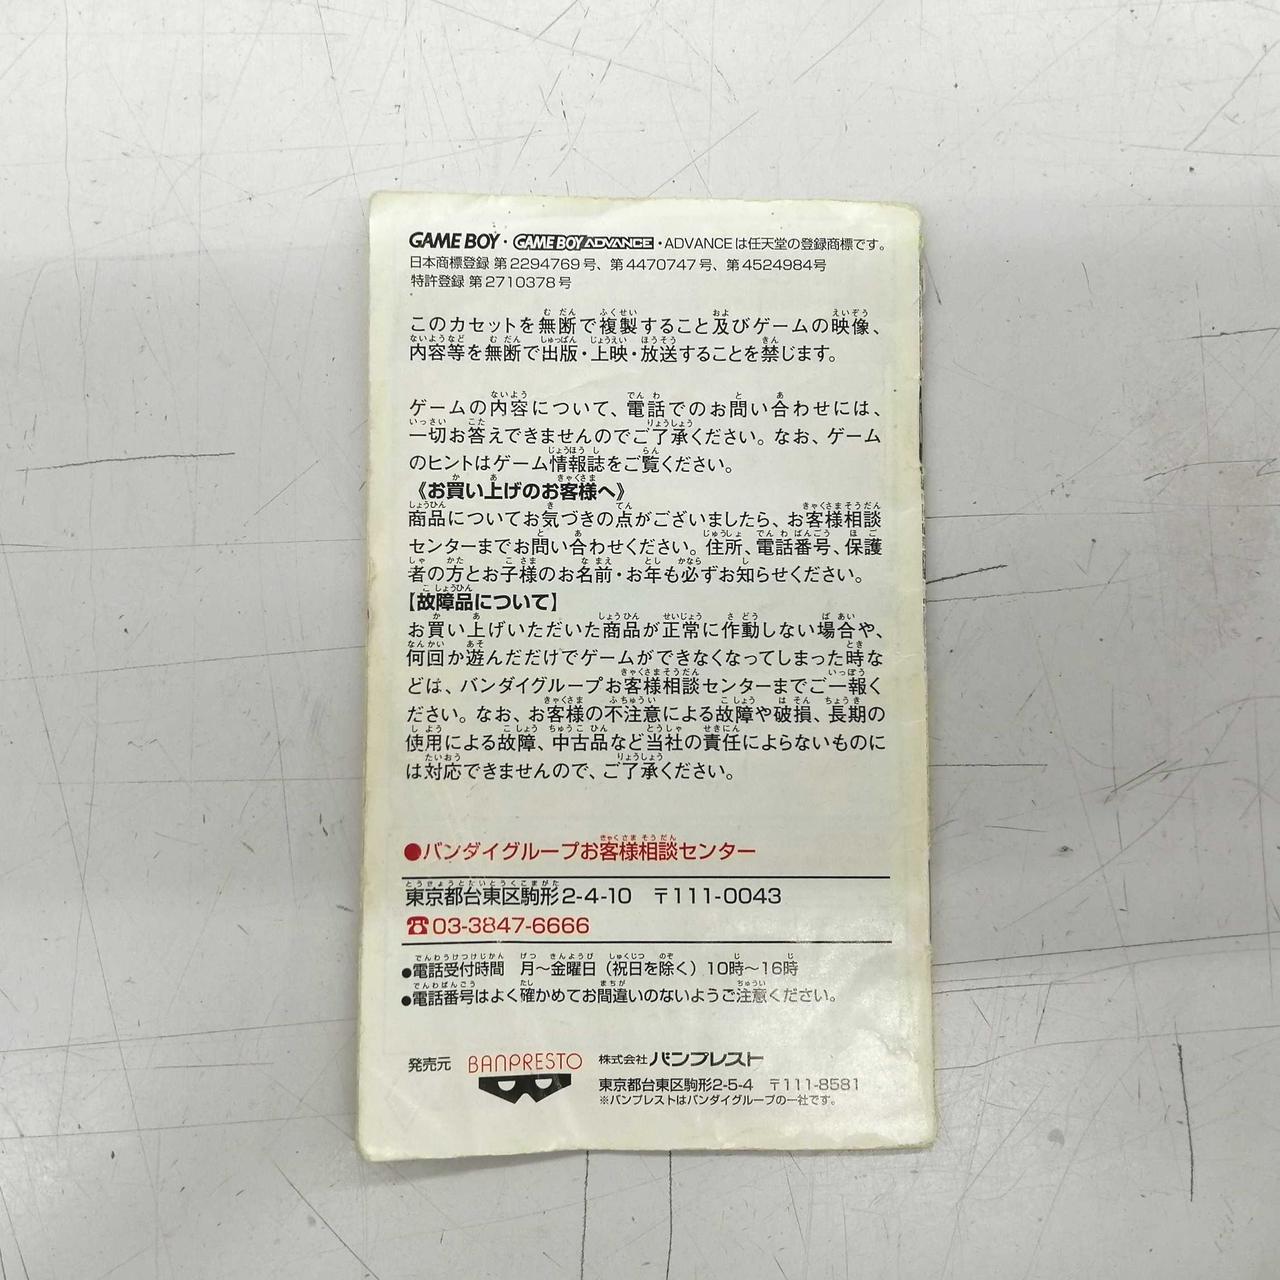 GAME BOY・GAME BOY ADVANCE・ADVANCEは任天堂の登録商標です。
日本商標登録 第2294769号、第4470747号、第4524984号
特許登録 第2710378号
このカセットを無断で複製すること及びゲームの映像、
内容等を無断で出版・上映・放送することを禁じます。
ゲームの内容について、電話でのお問い合わせには、
一切お答えできませんのでご了承ください。なお、ゲーム
のヒントはゲーム情報誌をご覧ください。
《お買い上げのお客様へ》
商品についてお気づきの点がございましたら、お客様相談
センターまでお問い合わせください。住所、電話番号、保護
者の方とお子様のお名前・お年も必ずお知らせください。
【故障品について】
お買い上げいただいた商品が正常に作動しない場合や、
何回か遊んだだけでゲームができなくなってしまった時な
どは、バンダイグループお客様相談センターまでご一報く
ださい。なお、お客様の不注意による故障や破損、長期の
使用による故障、中古品など当社の責任によらないものに
は対応できませんので、ご了承ください。
●バンダイグループお客様相談センター
東京都台東区駒形2-4-10 〒111-0043
☎03-3847-6666
●電話受付時間 月～金曜日（祝日を除く）10時～16時
●電話番号はよく確かめてお間違いのないようご注意ください。
発売元 BANPRESTO 株式会社バンプレスト
東京都台東区駒形2-5-4 〒111-8581
※バンプレストはバンダイグループの一社です。